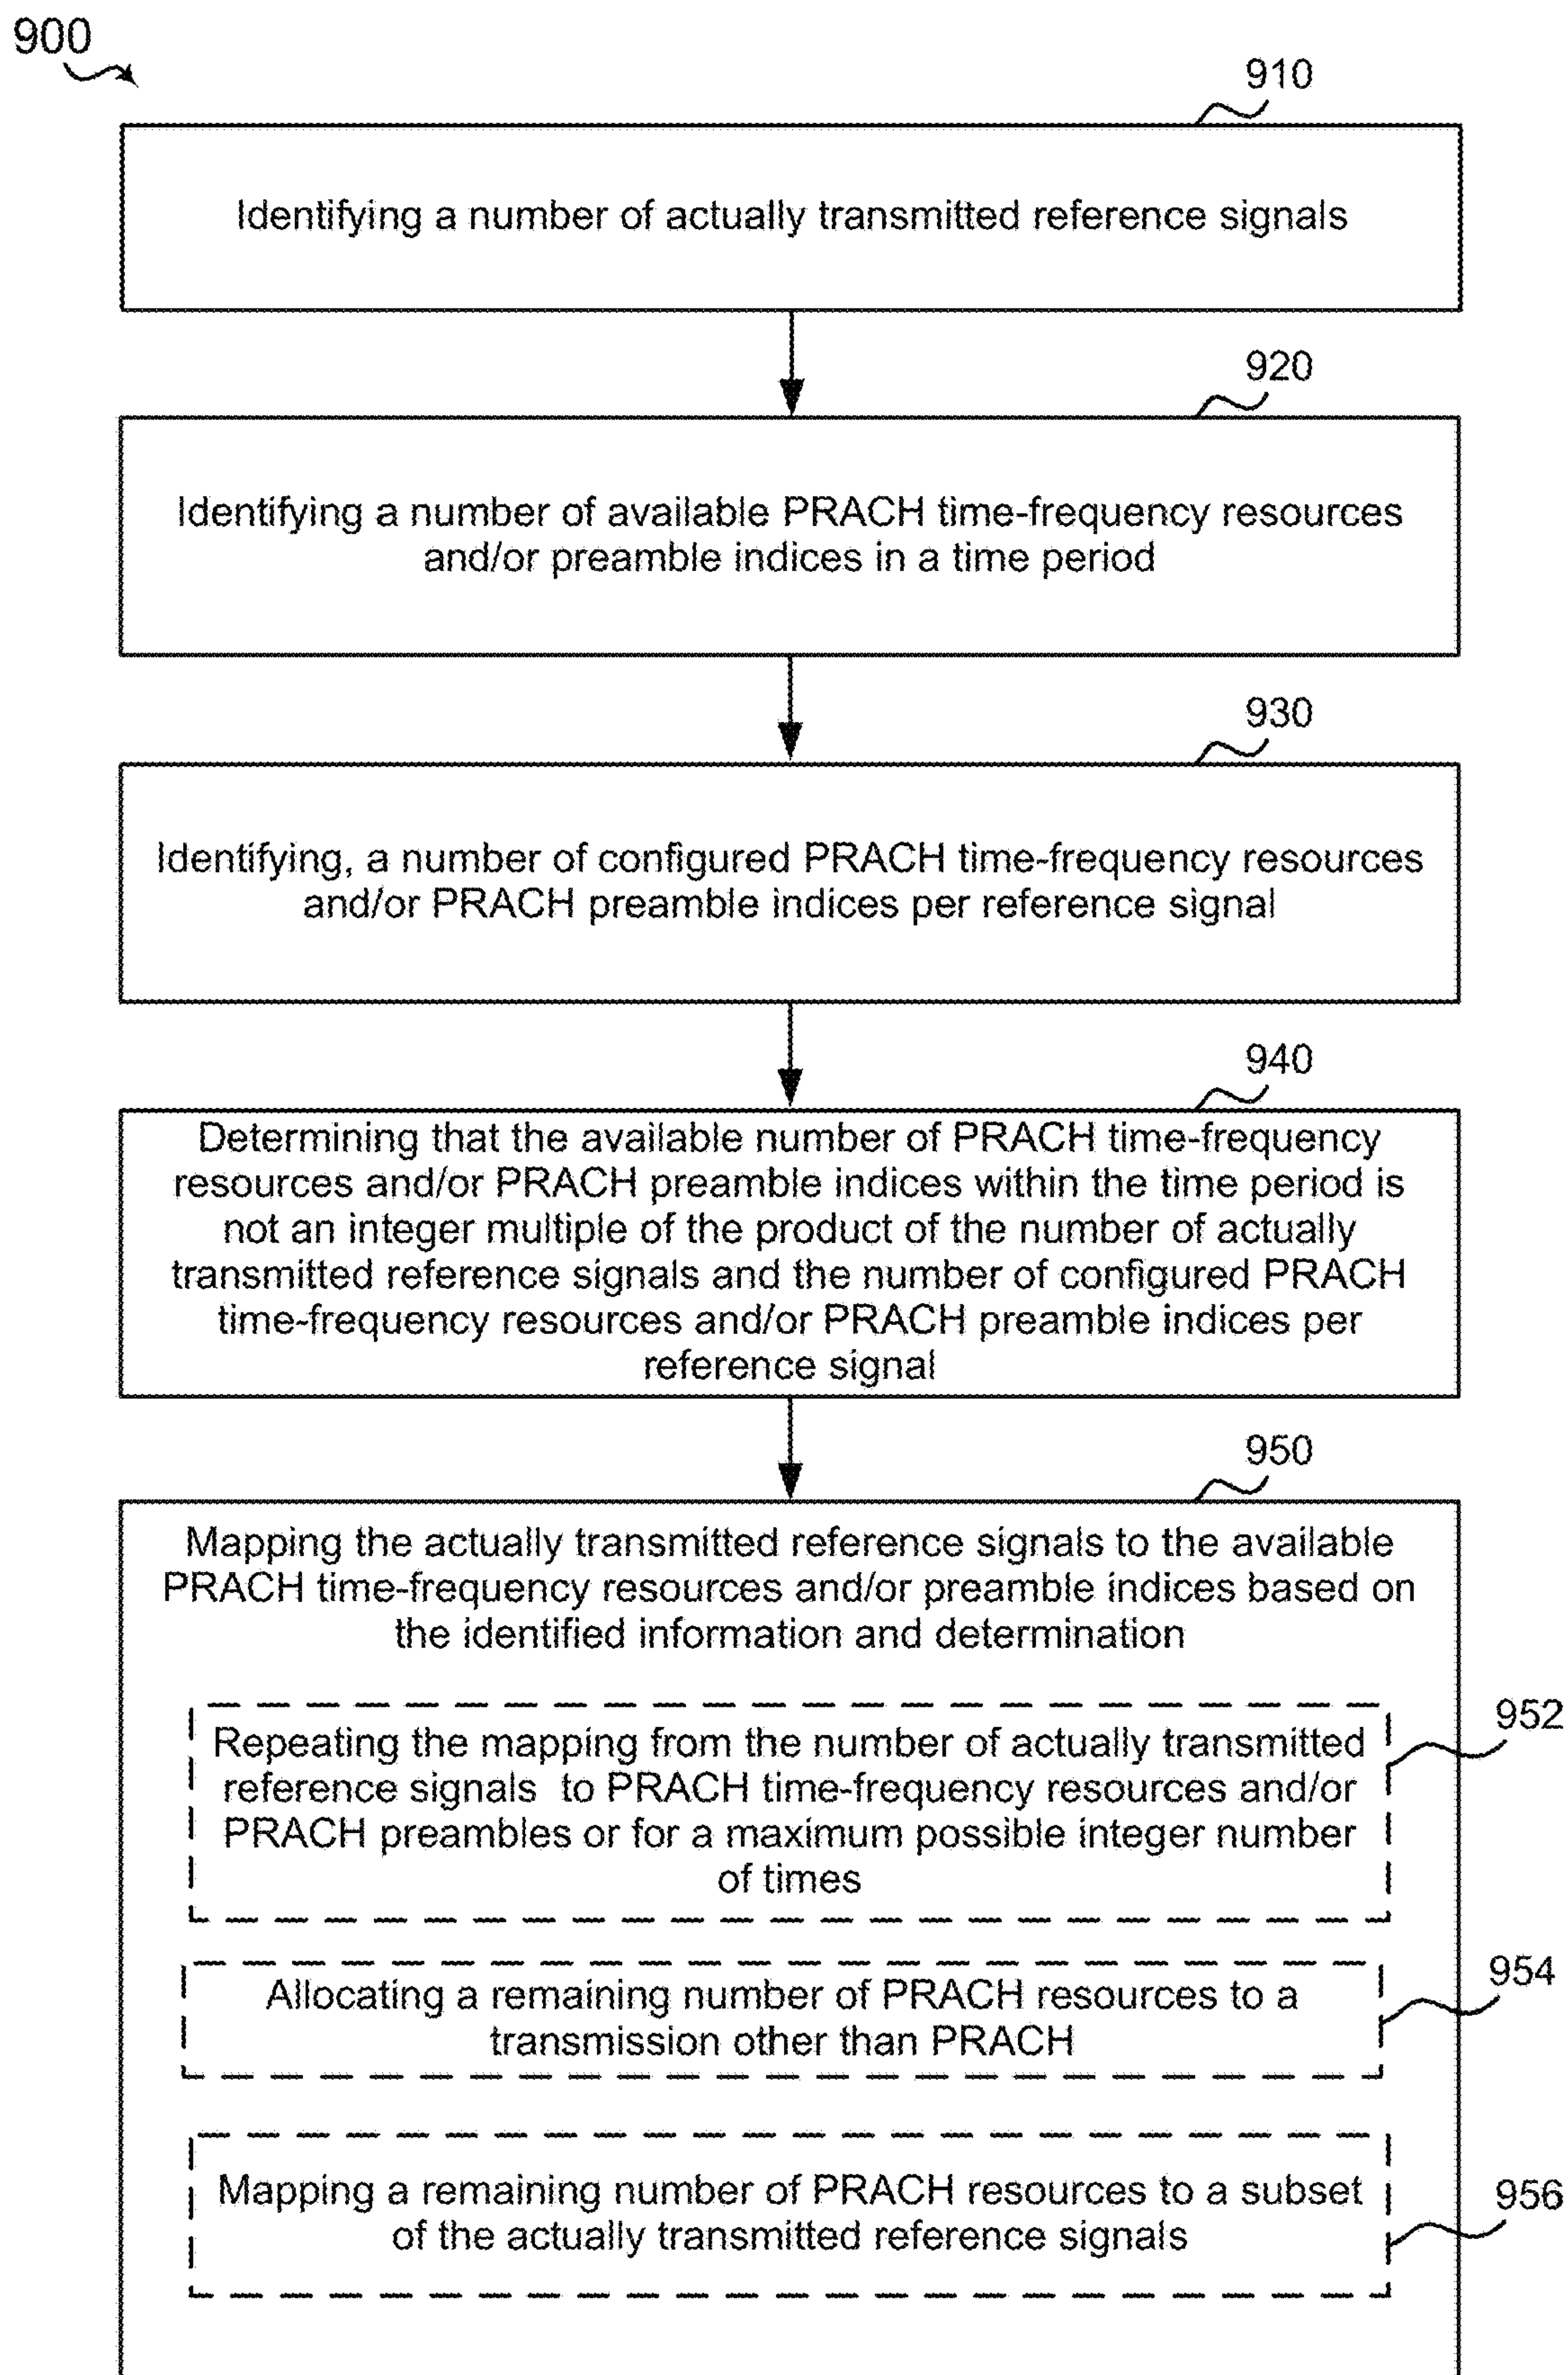 900
910
Identifying a number of actually transmitted reference signals
920
Identifying a number of available PRACH time-frequency resources
and/or preamble indices in a time period
930
Identifying, a number of configured PRACH time-frequency resources
and/or PRACH preamble indices per reference signal
940
Determining that the available number of PRACH time-frequency
resources and/or PRACH preamble indices within the time period is
not an integer multiple of the product of the number of actually
transmitted reference signals and the number of configured PRACH
time-frequency resources and/or PRACH preamble indices per
reference signal
950
Mapping the actually transmitted reference signals to the available
PRACH time-frequency resources and/or preamble indices based on
the identified information and determination
952
Repeating the mapping from the number of actually transmitted
reference signals to PRACH time-frequency resources and/or
PRACH preambles or for a maximum possible integer number
of times
954
Allocating a remaining number of PRACH resources to a
transmission other than PRACH
956
Mapping a remaining number of PRACH resources to a subset
of the actually transmitted reference signals